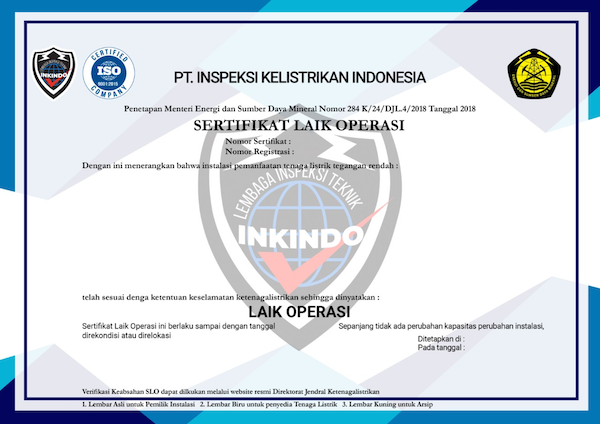 INKINDO
CERTIFIED
ISO
9001:2015
COMPANY
PT. INSPEKSI KELISTRIKAN INDONESIA
Penetapan Menteri Energi dan Sumber Daya Mineral Nomor 284 K/24/DJL.4/2018 Tanggal 2018
SERTIFIKAT LAIK OPERASI
Nomor Sertifikat :
Nomor Registrasi :
Dengan ini menerangkan bahwa instalasi pemanfaatan tenaga listrik tegangan rendah :
LEMBAGA INSPEKSI TEKNIK
INKINDO
telah sesuai denga ketentuan keselamatan ketenagalistrikan sehingga dinyatakan :
LAIK OPERASI
Sertifikat Laik Operasi ini berlaku sampai dengan tanggal
Sepanjang tidak ada perubahan kapasitas perubahan instalasi,
direkondisi atau direlokasi
Ditetapkan di :
Pada tanggal :
Verifikasi Keabsahan SLO dapat dilkukan melalui website resmi Direktorat Jendral Ketenagalistrikan
1. Lembar Asli untuk Pemilik Instalasi 2. Lembar Biru untuk penyedia Tenaga Listrik 3. Lembar Kuning untuk Arsip